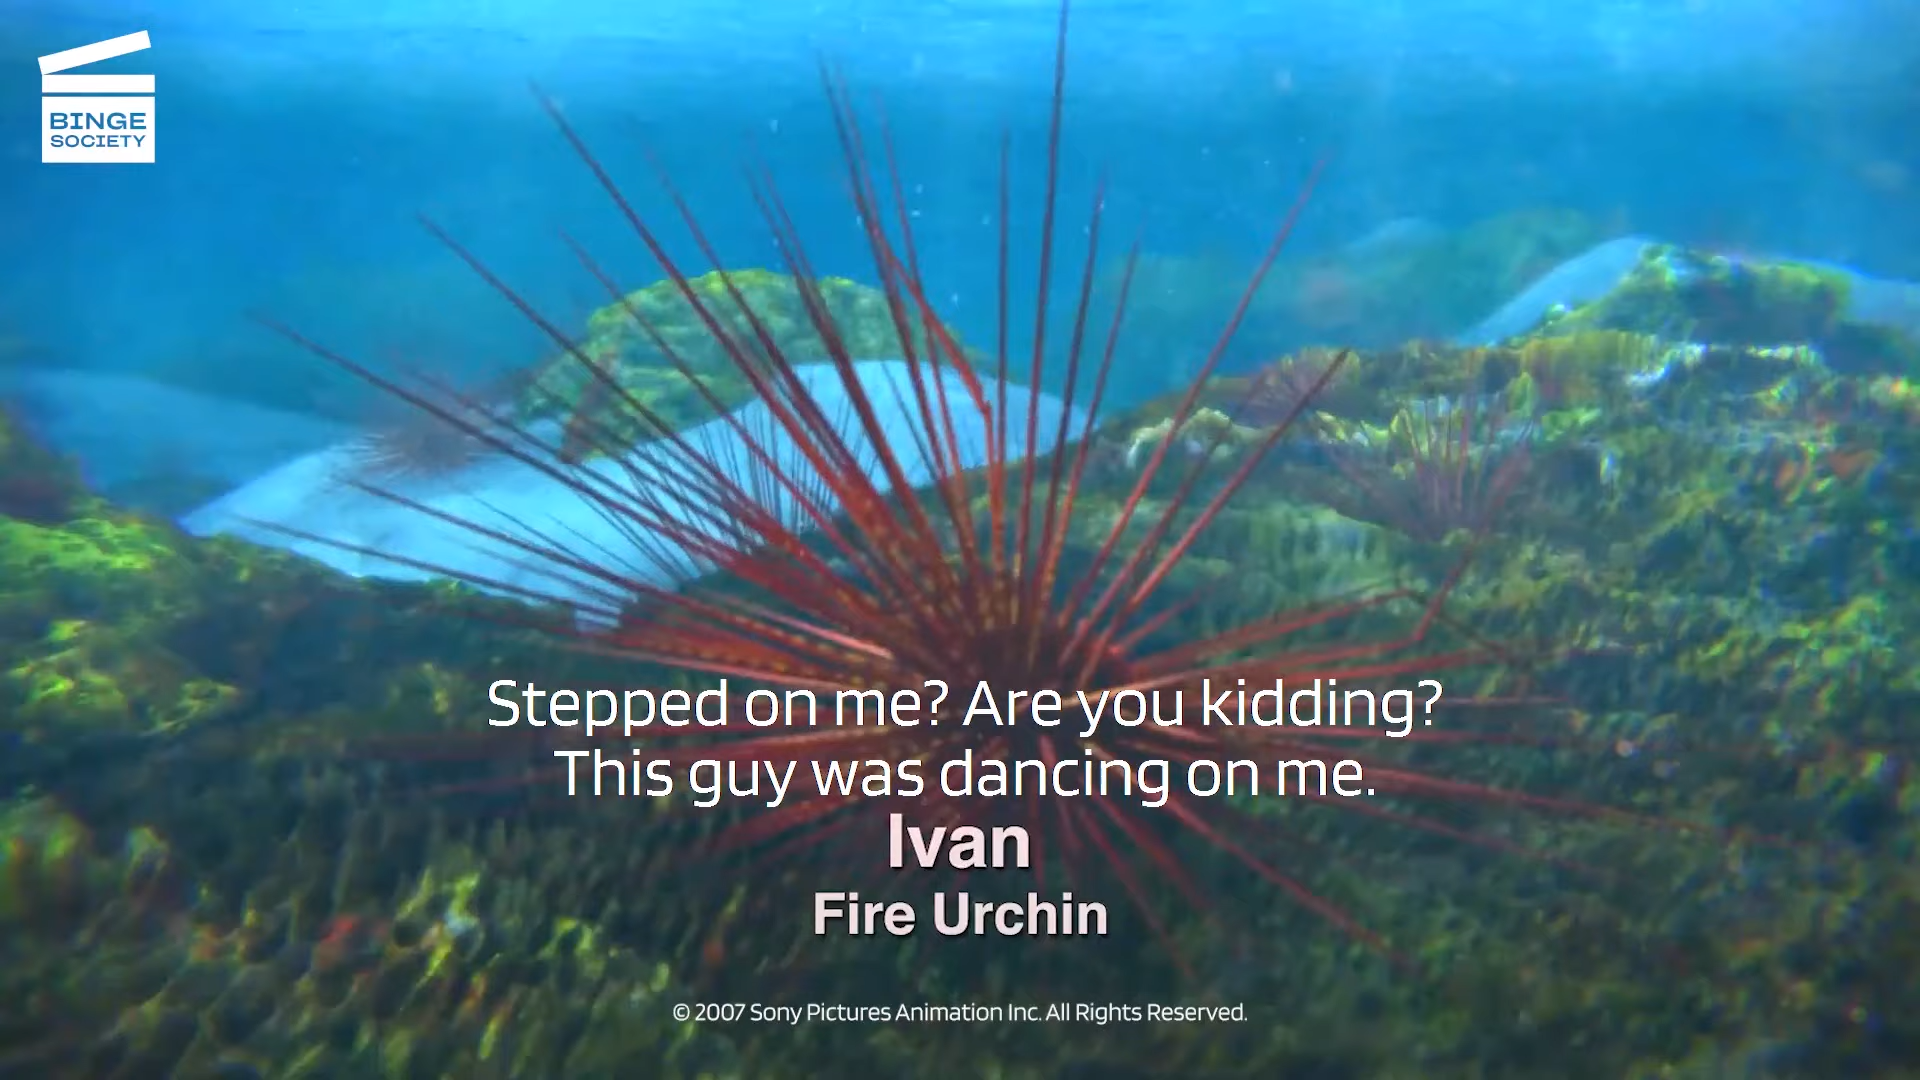 BINGE
SOCIETY
Stepped on me? Are you kidding?
This guy was dancing on me.
Ivan
Fire Urchin
© 2007 Sony Pictures Animation Inc. All Rights Reserved.